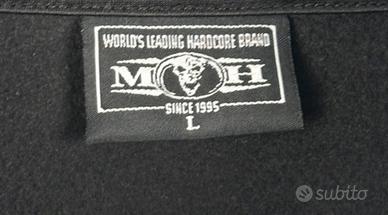 WORLD'S LEADING HARDCORE BRAND
M H
SINCE 1995
L
subito